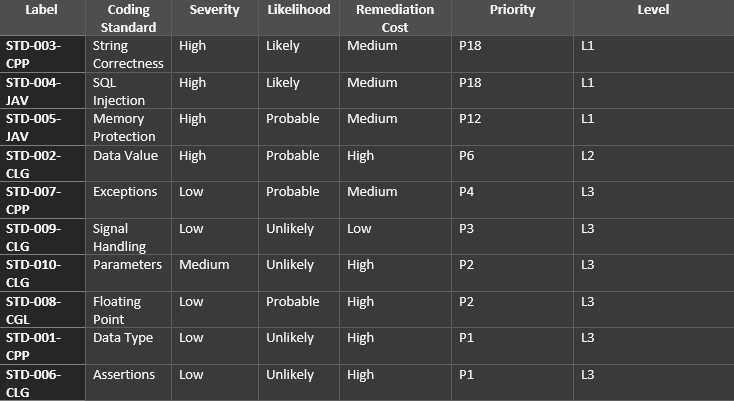 Label Coding Standard Severity Likelihood Remediation Cost Priority Level
STD-003-CPP String Correctness High Likely Medium P18 L1
STD-004-JAV SQL Injection High Likely Medium P18 L1
STD-005-JAV Memory Protection High Probable Medium P12 L1
STD-002-CLG Data Value High Probable High P6 L2
STD-007-CPP Exceptions Low Probable Medium P4 L3
STD-009-CLG Signal Handling Low Unlikely Low P3 L3
STD-010-CLG Parameters Medium Unlikely High P2 L3
STD-008-CGL Floating Point Low Probable High P2 L3
STD-001-CPP Data Type Low Unlikely High P1 L3
STD-006-CLG Assertions Low Unlikely High P1 L3